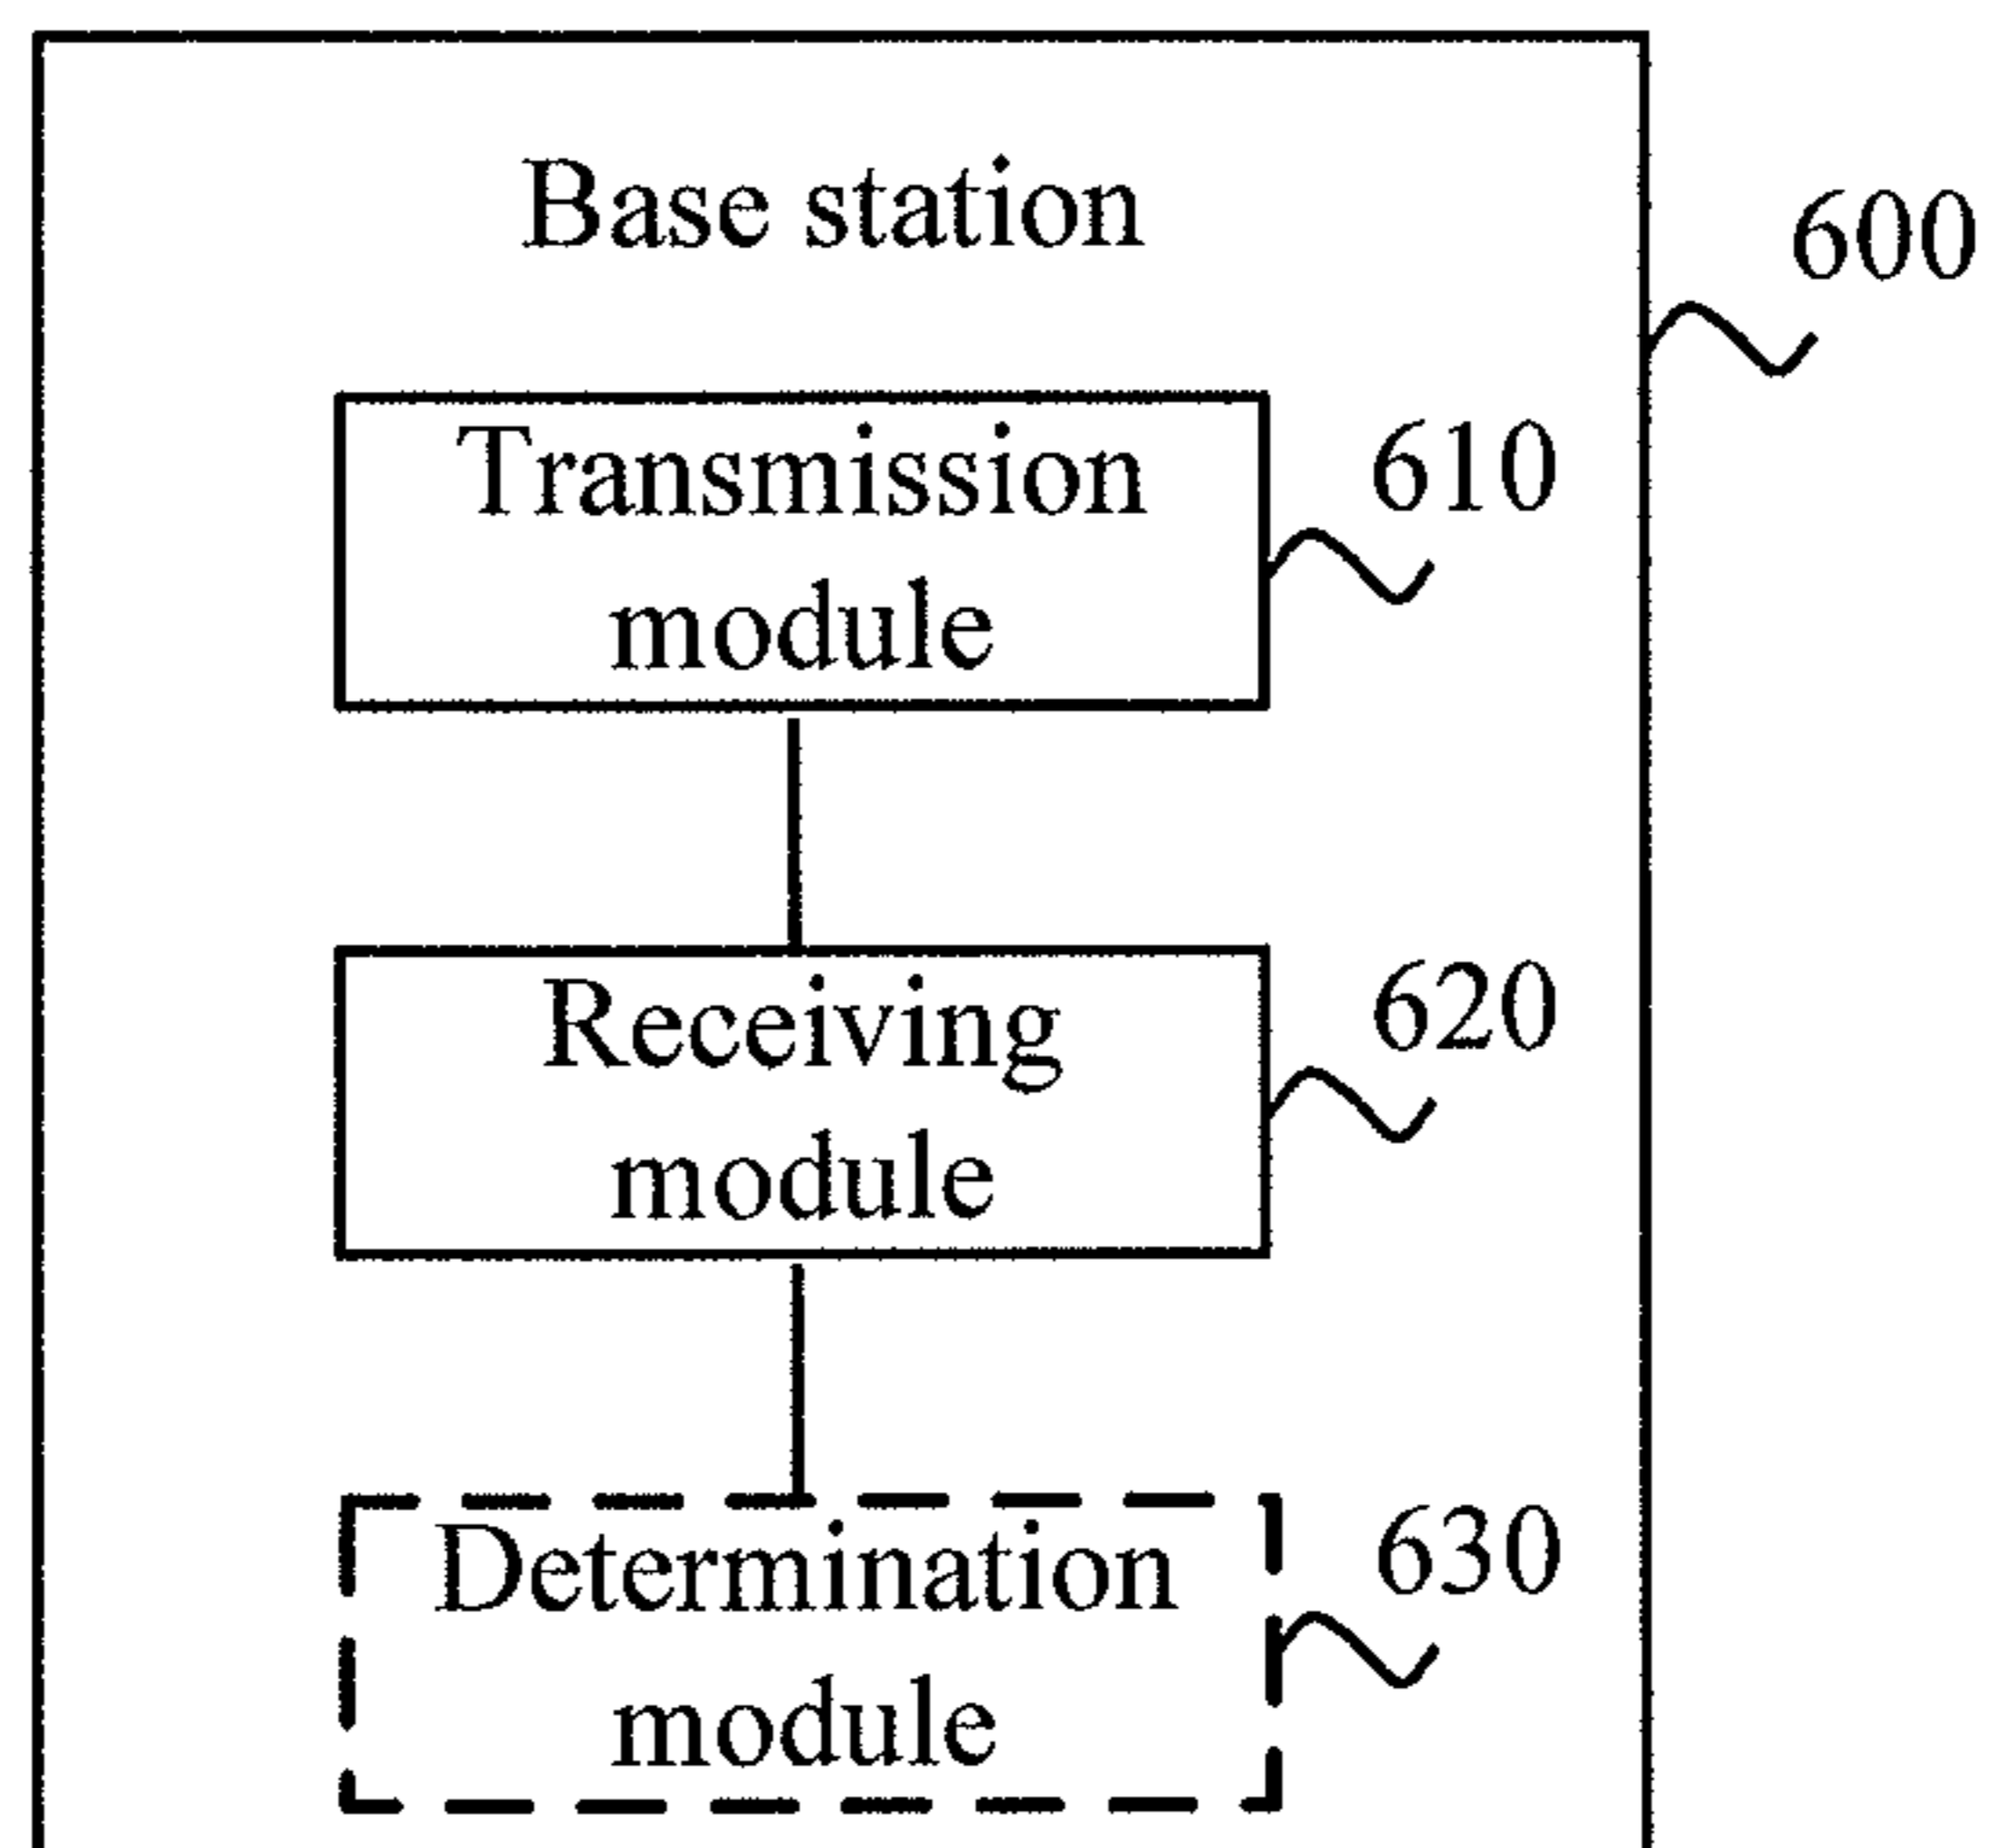 Base station
600
Transmission
module
610
Receiving
module
620
Determination
module
630